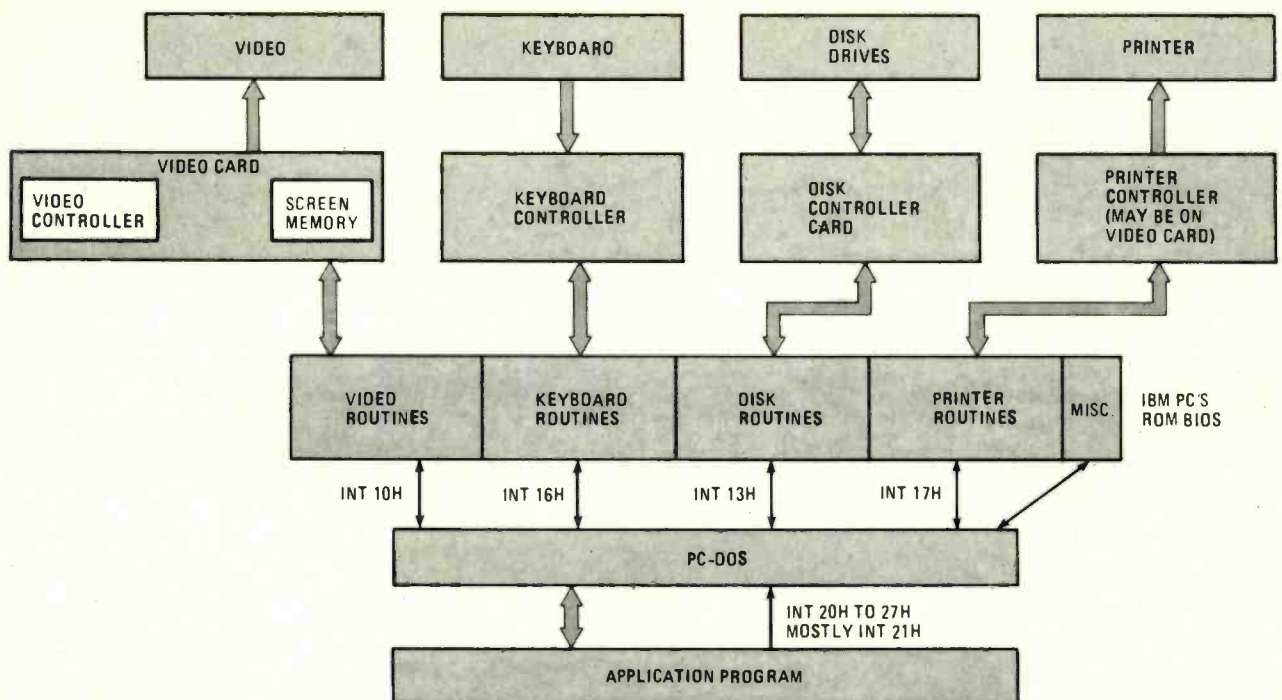 VIDEO
KEYBOARO
DISK
DRIVES
PRINTER
VIDEO CARD
VIDEO
CONTROLLER
SCREEN
MEMORY
KEYBOARD
CONTROLLER
OISK
CONTROLLER
CARD
PRINTER
CONTROLLER
(MAY BE ON
VIDEO CARD)
VIDEO
ROUTINES
KEYBOARD
ROUTINES
DISK
ROUTINES
PRINTER
ROUTINES
MISC.
IBM PC'S
ROM BIOS
INT 10H
INT 16H
INT 13H
INT 17H
PC-DOS
INT 20H TO 27H
MOSTLY INT 21H
APPLICATION PROGRAM